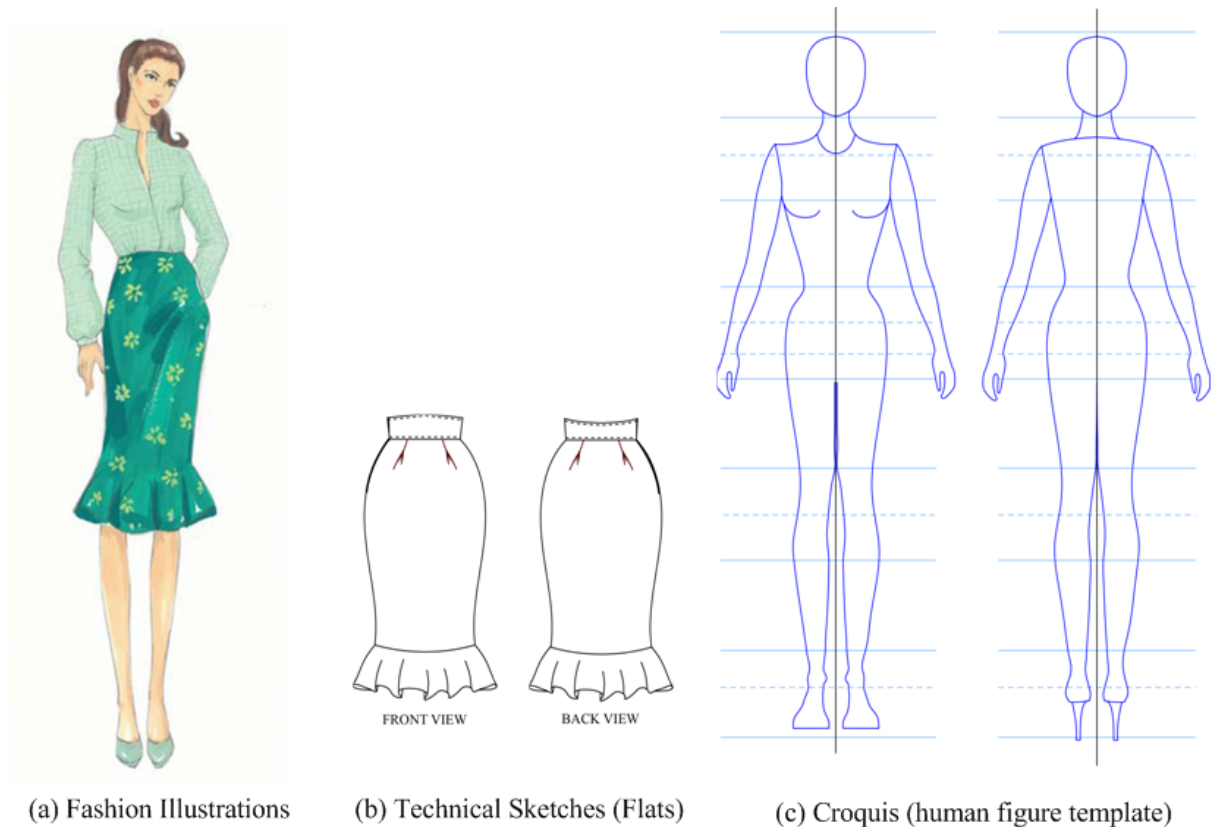 FRONT VIEW
BACK VIEW
(a) Fashion Illustrations
(b) Technical Sketches (Flats)
(c) Croquis (human figure template)